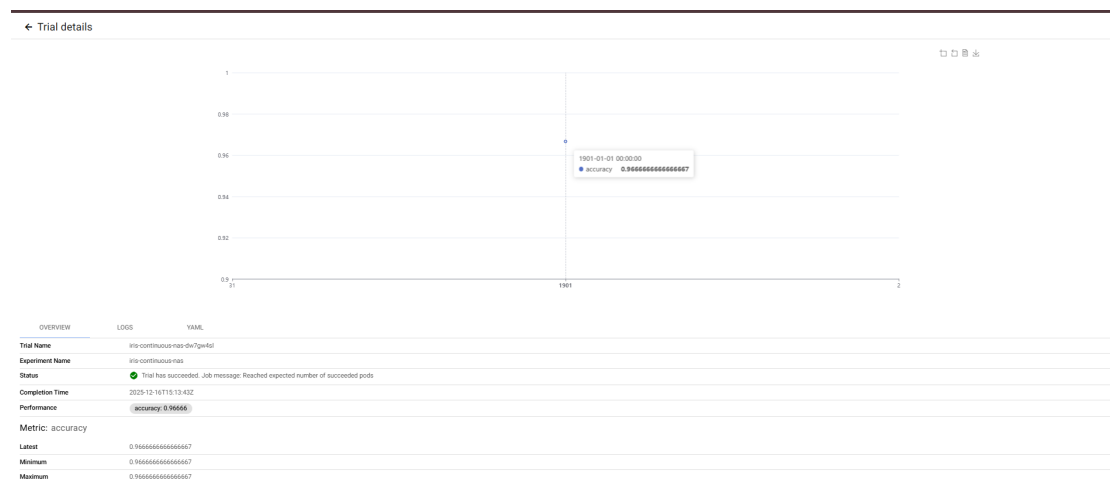 Trial details
1
0.98
0.96
1901-01-01 00:00:00
accuracy 0.9666666666666667
0.94
0.92
0.9
31 1901 2
OVERVIEW LOGS YAML
Trial Name iris-continuous-nas-dw7gw4sl
Experiment Name iris-continuous-nas
Status Trial has succeeded. Job message: Reached expected number of succeeded pods
Completion Time 2025-12-16T15:13:43Z
Performance accuracy: 0.96666
Metric: accuracy
Latest 0.9666666666666667
Minimum 0.9666666666666667
Maximum 0.9666666666666667